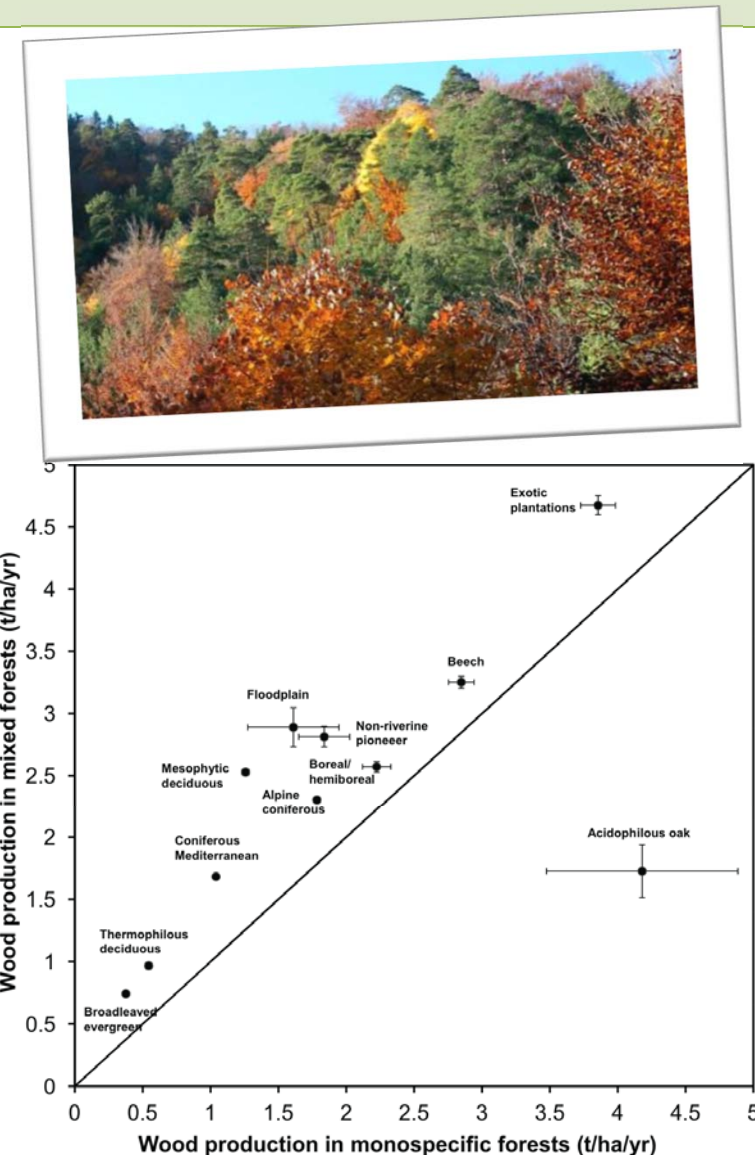 5
4.5
4
3.5
3
2.5
2
1.5
1
0.5
0
Wood production in mixed forests (t/ha/yr)
Exotic
plantations
Beech
Floodplain
Non-riverine
pioneeer
Mesophytic
deciduous
Boreal/
hemiboreal
Alpine
coniferous
Acidophilous oak
Coniferous
Mediterranean
Thermophilous
deciduous
Broadleaved
evergreen
0 0.5 1 1.5 2 2.5 3 3.5 4 4.5 5
Wood production in monospecific forests (t/ha/yr)